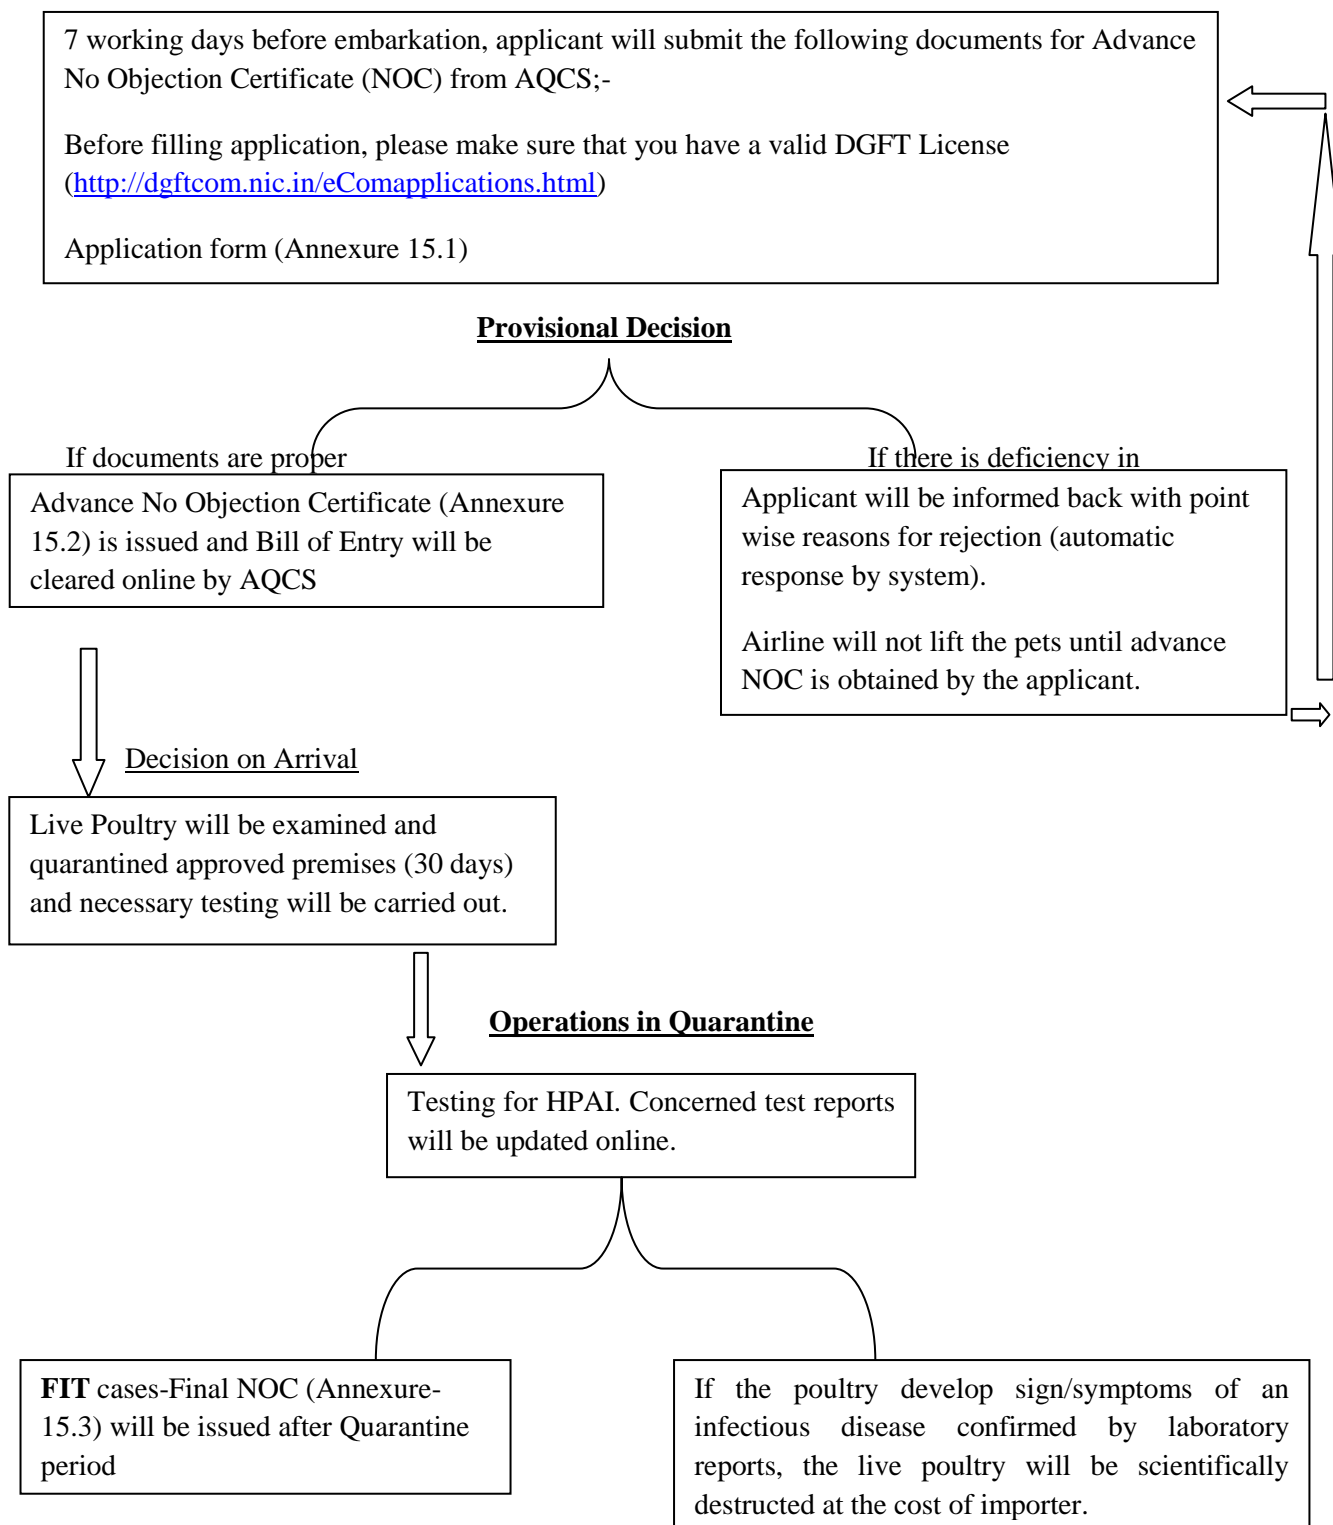 7 working days before embarkation, applicant will submit the following documents for Advance
No Objection Certificate (NOC) from AQCS;-
Before filling application, please make sure that you have a valid DGFT License
(http://dgftcom.nic.in/eComapplications.html)
Application form (Annexure 15.1)
Provisional Decision
If documents are proper
If there is deficiency in
Advance No Objection Certificate (Annexure
15.2) is issued and Bill of Entry will be
cleared online by AQCS
Applicant will be informed back with point
wise reasons for rejection (automatic
response by system).
Airline will not lift the pets until advance
NOC is obtained by the applicant.
Decision on Arrival
Live Poultry will be examined and
quarantined approved premises (30 days)
and necessary testing will be carried out.
Operations in Quarantine
Testing for HPAI. Concerned test reports
will be updated online.
FIT cases-Final NOC (Annexure-
15.3) will be issued after Quarantine
period
If the poultry develop sign/symptoms of an
infectious disease confirmed by laboratory
reports, the live poultry will be scientifically
destructed at the cost of importer.